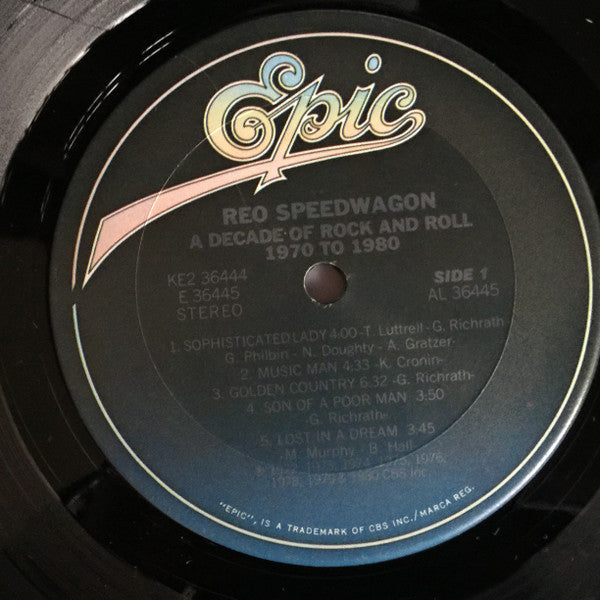 Epic
REO SPEEDWAGON
A DECADE OF ROCK AND ROLL
1970 TO 1980
KE2 36444
E 36445
STEREO
SIDE 1
AL 36445
1. SOPHISTICATED LADY 4:00 -T. Luttrell -G. Richrath
G. Philbin- N. Doughty- A. Gratzer-
2. MUSIC MAN 4:33 -K. Cronin-
3. GOLDEN COUNTRY 6:32 -G. Richrath-
4. SON OF A POOR MAN 3:50
-G. Richrath-
5. LOST IN A DREAM 3:45
M. Murphy - B. Hall
1976,
1978, 1979 & 1980 CBS Inc.
"EPIC", IS A TRADEMARK OF CBS INC./MARCA REG.